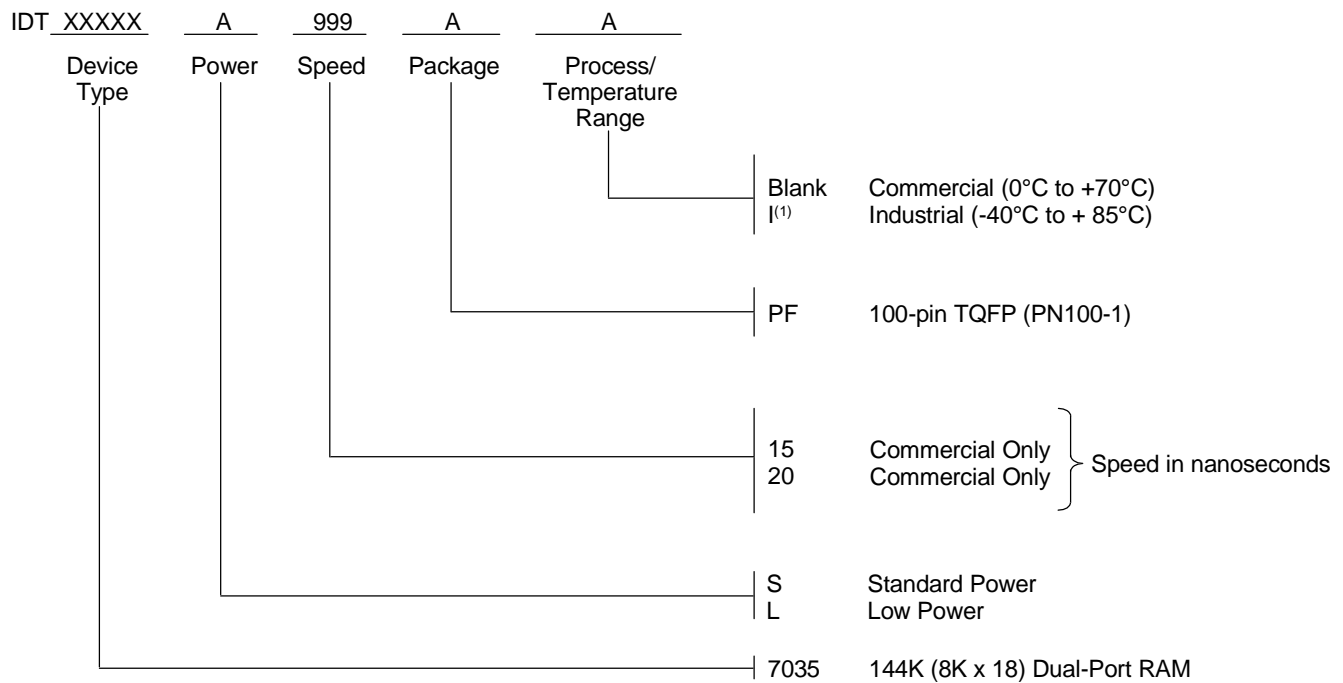 IDT XXXXX A 999 A A
Device Type Power Speed Package Process/ Temperature Range
Blank Commercial (0°C to +70°C)
I(1) Industrial (-40°C to + 85°C)
PF 100-pin TQFP (PN100-1)
15 Commercial Only
20 Commercial Only
Speed in nanoseconds
S Standard Power
L Low Power
7035 144K (8K x 18) Dual-Port RAM